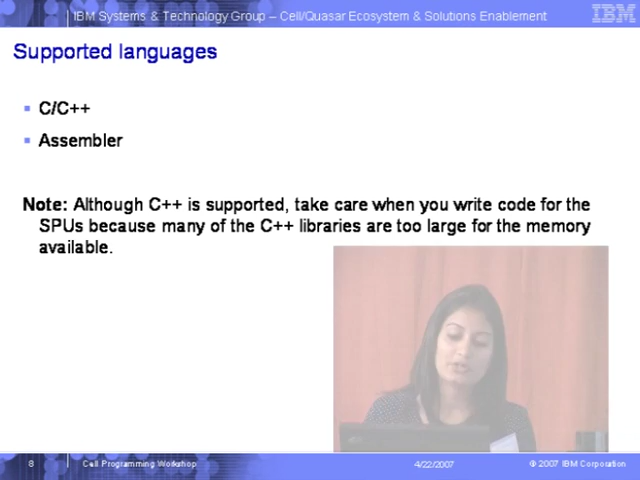 IBM Systems & Technology Group – Cell/Quasar Ecosystem & Solutions Enablement
IBM
Supported languages
C/C++
Assembler
Note: Although C++ is supported, take care when you write code for the
SPUs because many of the C++ libraries are too large for the memory
available.
8
Cell Programming Workshop
4/22/2007
© 2007 IBM Corporation